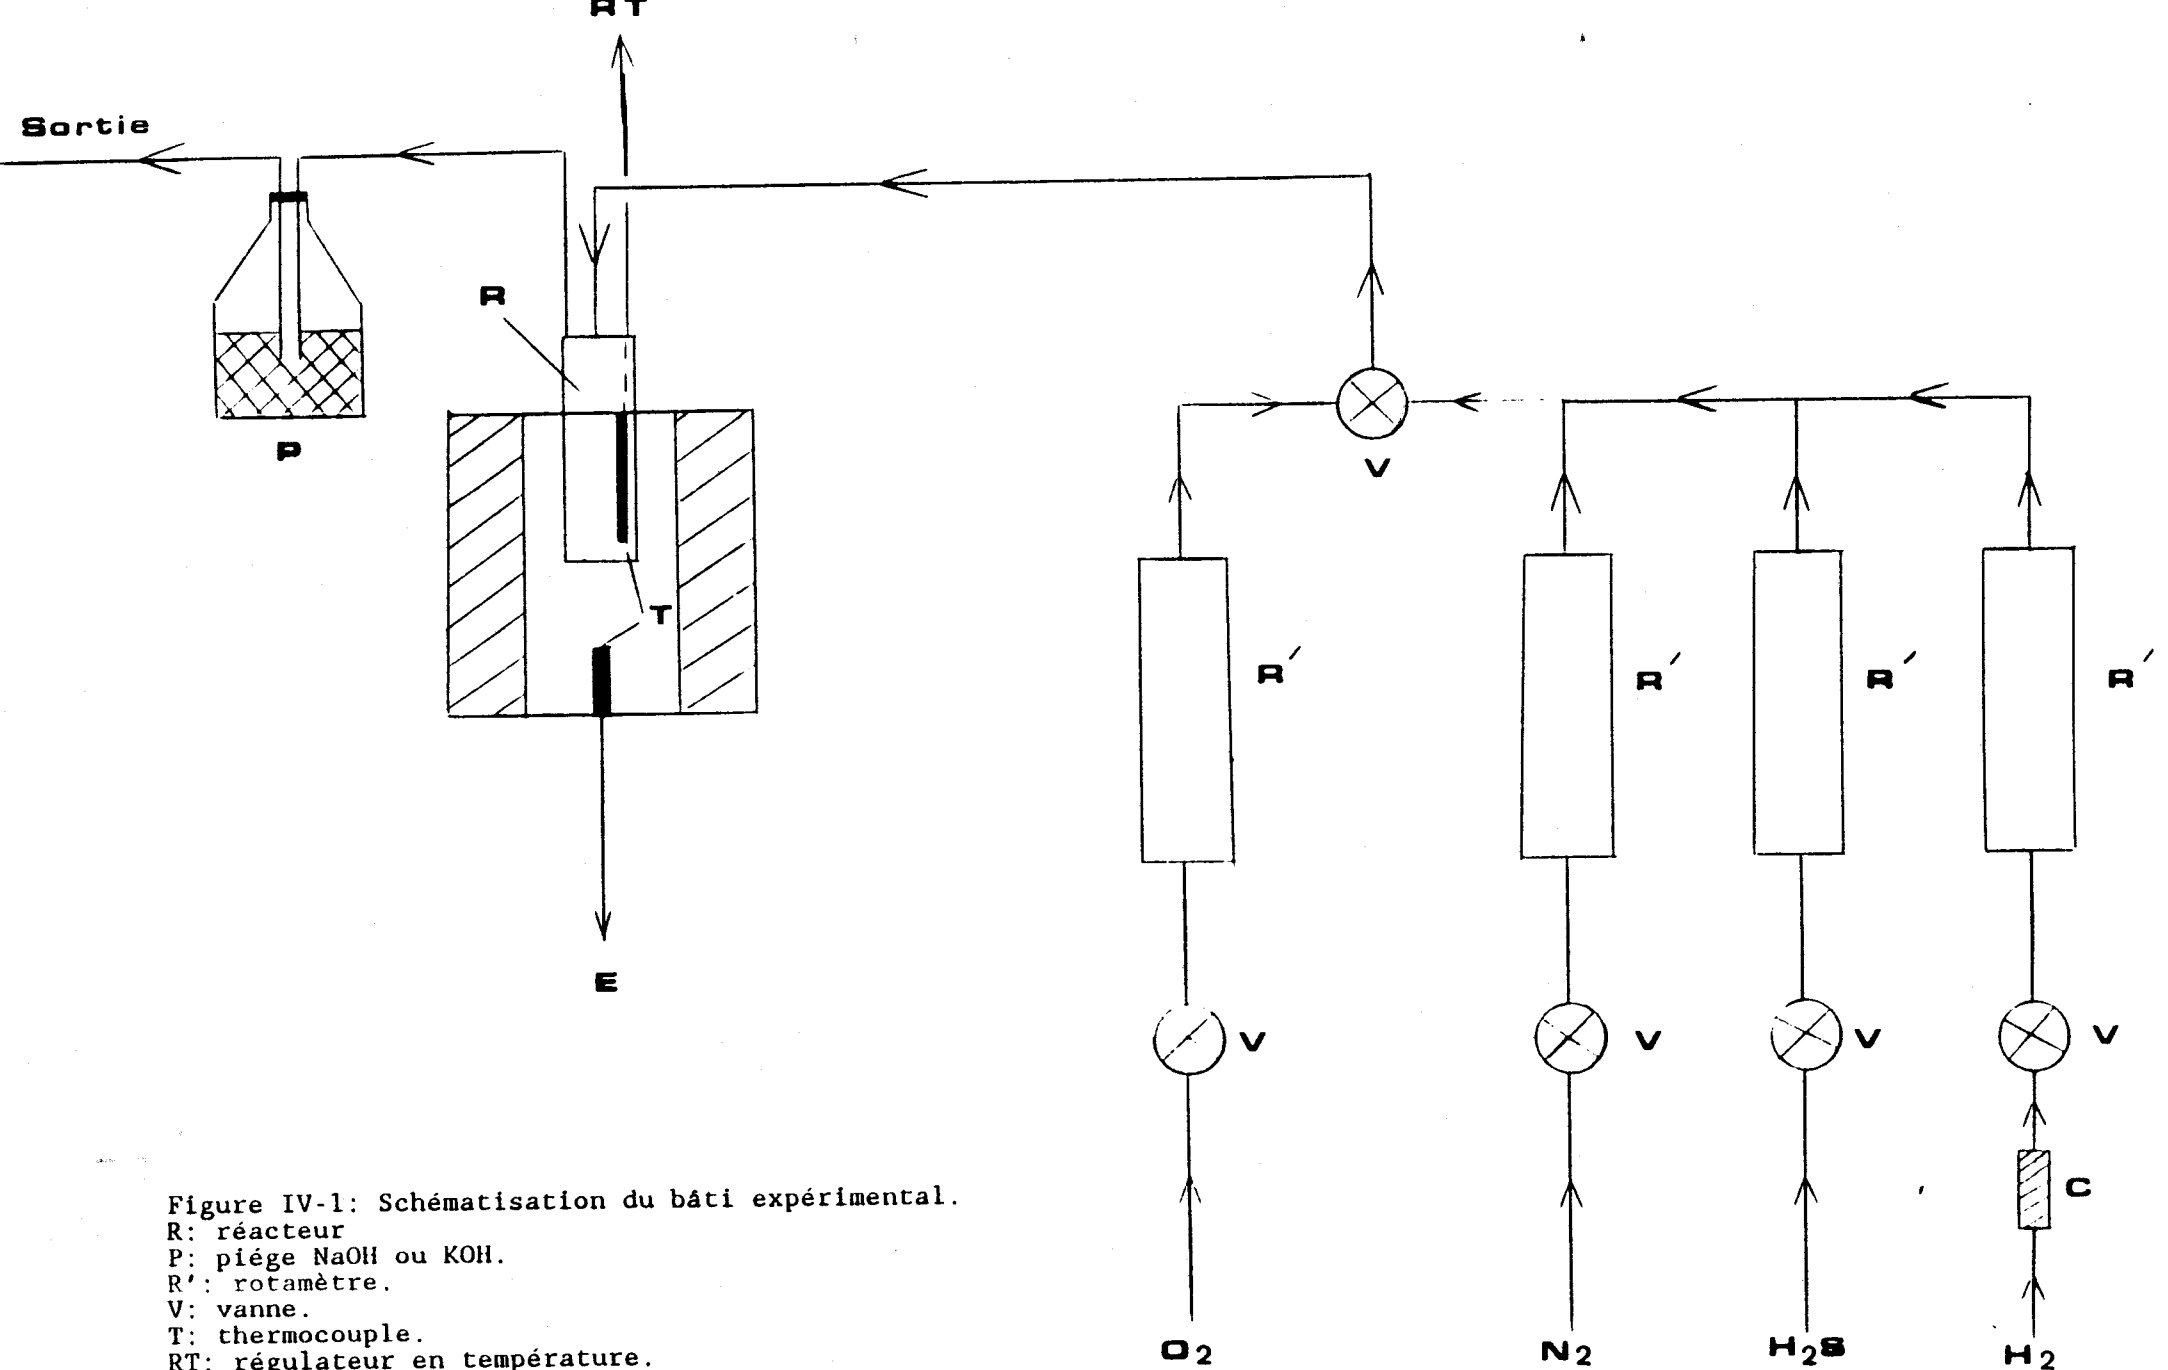 RT
Sortie
R
P
V
T
R′
R′
R′
R′
E
V
V
V
V
C
Figure IV-1: Schématisation du bâti expérimental.
R: réacteur
P: piége NaOH ou KOH.
R': rotamètre.
V: vanne.
T: thermocouple.
RT: régulateur en température.
O2
N2
H2S
H2